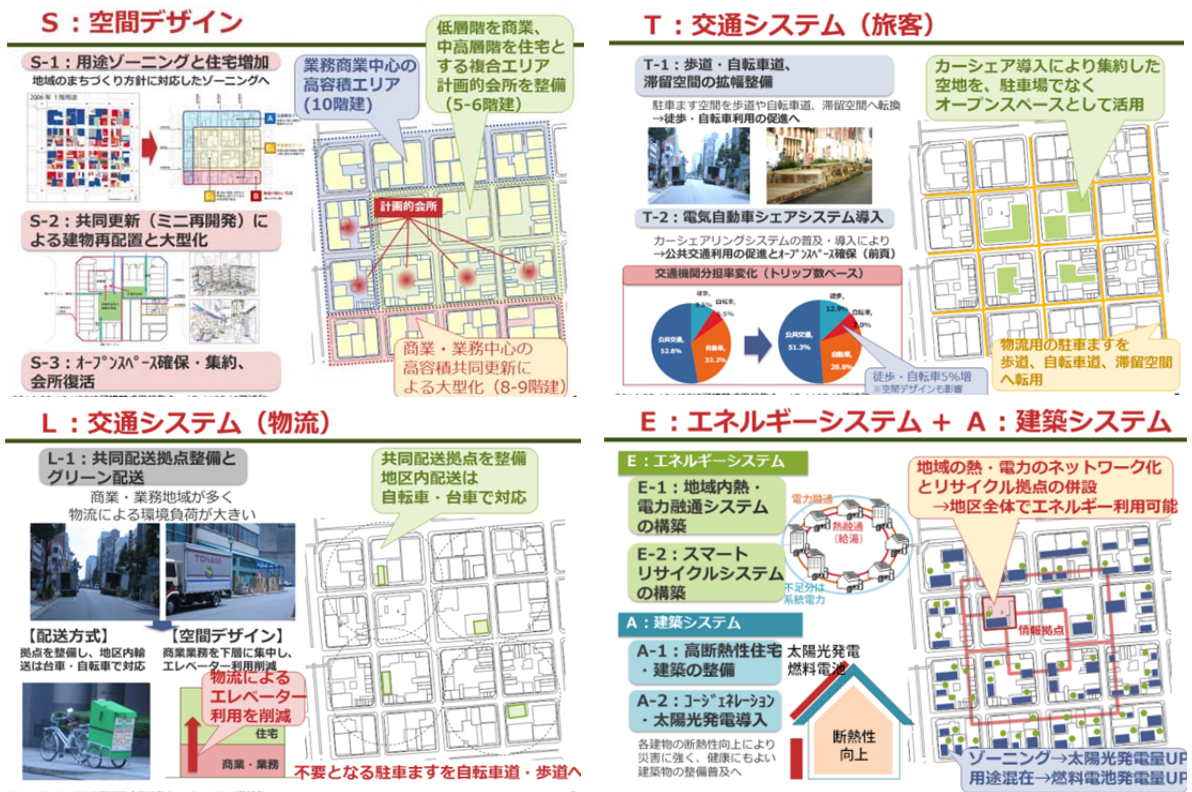 S：空間デザイン
S-1：用途ゾーニングと住宅増加
地域のまちづくり方針に対応したゾーニングへ
2006年 1階用途
A
B
S-2：共同更新（ミニ再開発）に
よる建物再配置と大型化
S-3：ｵｰﾌﾟﾝｽﾍﾟｰｽ確保・集約、
会所復活
業務商業中心の
高容積エリア
(10階建)
低層階を商業、
中高層階を住宅と
する複合エリア
計画的会所を整備
(5-6階建)
計画的会所
商業・業務中心の
高容積共同更新に
よる大型化（8-9階建）
T：交通システム（旅客）
T-1：歩道・自転車道、
滞留空間の拡幅整備
駐車ます空間を歩道や自転車道、滞留空間へ転換
→徒歩・自転車利用の促進へ
T-2：電気自動車シェアシステム導入
カーシェアリングシステムの普及・導入により
→公共交通利用の促進とｵｰﾌﾟﾝｽﾍﾟｰｽ確保（前頁）
交通機関分担率変化（トリップ数ベース）
徒歩,
9.5%
自転車,
5.5%
自動車,
32.2%
公共交通,
52.8%
徒歩,
12.9%
自転車,
7.0%
自動車,
28.8%
公共交通,
51.3%
徒歩・自転車5%増
※空間デザインも影響
カーシェア導入により集約した
空地を、駐車場でなく
オープンスペースとして活用
物流用の駐車ますを
歩道、自転車道、滞留空間
へ転用
L：交通システム（物流）
L-1：共同配送拠点整備と
グリーン配送
商業・業務地域が多く
物流による環境負荷が大きい
TONAMI
【配送方式】
拠点を整備し、地区内輸
送は台車・自転車で対応
【空間デザイン】
商業業務を下層に集中し、
エレベーター利用削減
物流による
エレベーター
利用を削減
住宅
商業・業務
共同配送拠点を整備
地区内配送は
自転車・台車で対応
不要となる駐車ますを自転車道・歩道へ
E：エネルギーシステム + A：建築システム
E：エネルギーシステム
E-1：地域内熱・
電力融通システム
の構築
E-2：スマート
リサイクルシステム
の構築
電力融通
熱融通
（給湯）
不足分は
系統電力
A：建築システム
A-1：高断熱性住宅
・建築の整備
A-2：ｺｰｼﾞｪﾈﾚｰｼｮﾝ
・太陽光発電導入
各建物の断熱性向上により
災害に強く、健康にもよい
建築物の整備普及へ
太陽光発電
燃料電池
断熱性
向上
地域の熱・電力のネットワーク化
とリサイクル拠点の併設
→地区全体でエネルギー利用可能
情報拠点
ゾーニング→太陽光発電量UP
用途混在→燃料電池発電量UP